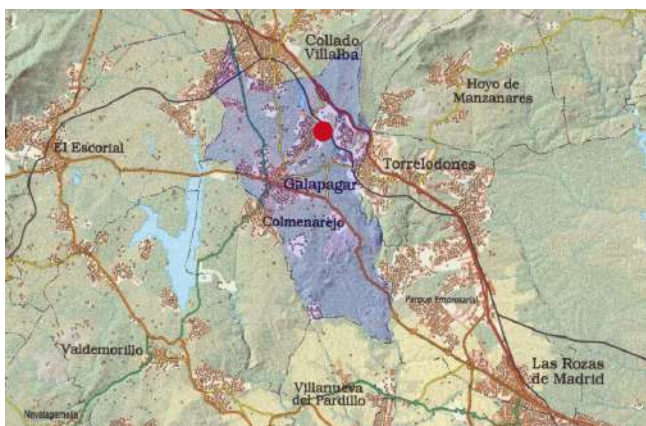 Collado
Villalba
Hoyo de
Manzanares
El Escorial
Torrelodones
Galapagar
Colmenarejo
Parque Empresarial
Valdemorillo
Las Rozas
de Madrid
Villanueva
del Pardillo